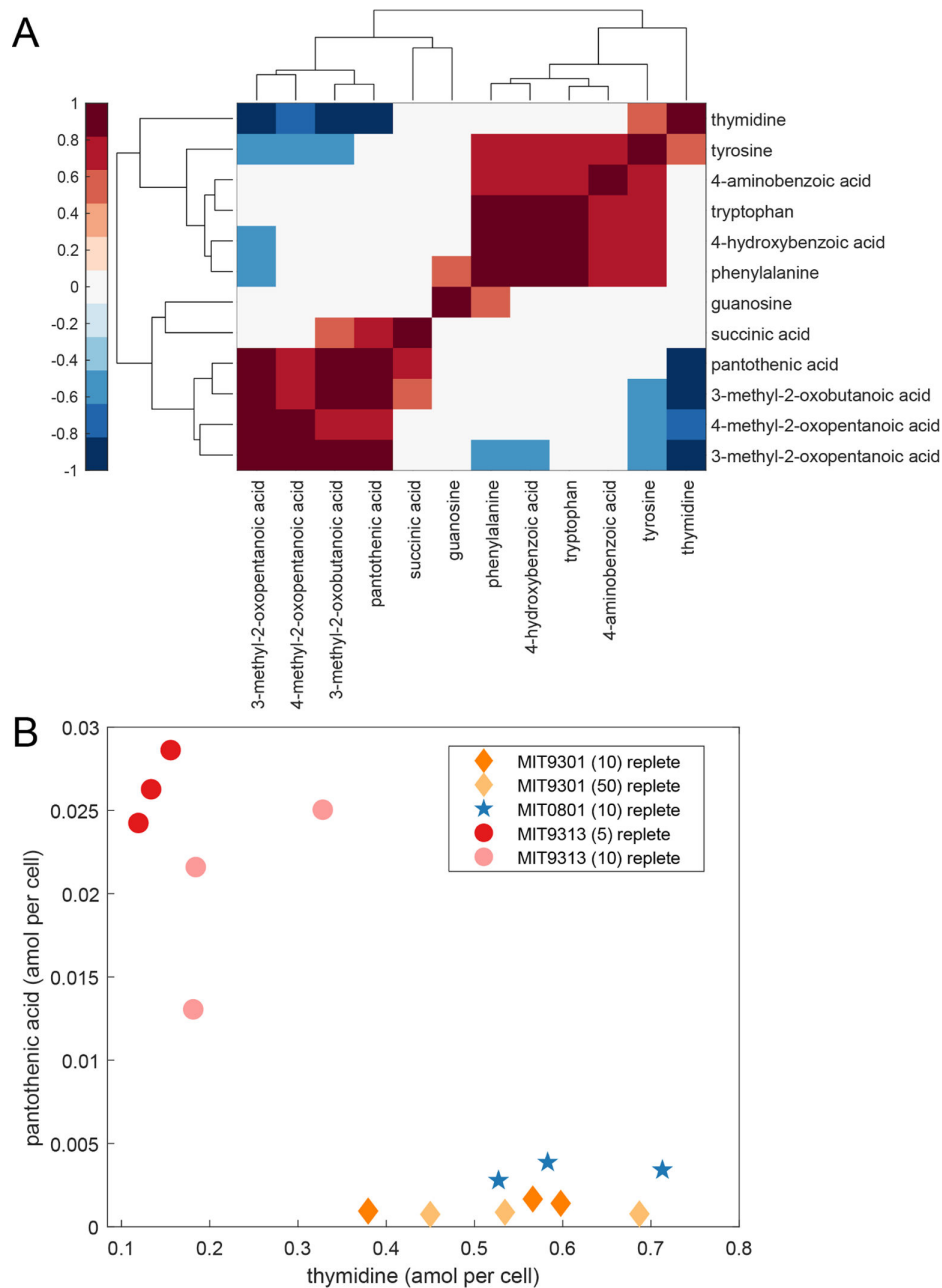 A
1
0.8
0.6
0.4
0.2
0
-0.2
-0.4
-0.6
-0.8
-1
thymidine
tyrosine
4-aminobenzoic acid
tryptophan
4-hydroxybenzoic acid
phenylalanine
guanosine
succinic acid
pantothenic acid
3-methyl-2-oxobutanoic acid
4-methyl-2-oxopentanoic acid
3-methyl-2-oxopentanoic acid
3-methyl-2-oxopentanoic acid
4-methyl-2-oxopentanoic acid
3-methyl-2-oxobutanoic acid
pantothenic acid
succinic acid
guanosine
phenylalanine
4-hydroxybenzoic acid
tryptophan
4-aminobenzoic acid
tyrosine
thymidine
B
0.03
0.025
0.02
0.015
0.01
0.005
0
pantothenic acid (amol per cell)
MIT9301 (10) replete
MIT9301 (50) replete
MIT0801 (10) replete
MIT9313 (5) replete
MIT9313 (10) replete
0.1 0.2 0.3 0.4 0.5 0.6 0.7 0.8
thymidine (amol per cell)